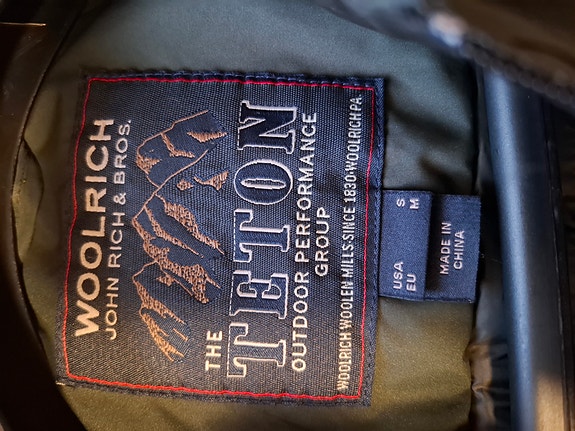 WOOLRICH
JOHN RICH & BROS.
THE
TETON
OUTDOOR PERFORMANCE
GROUP
WOOLRICH WOOLEN MILLS·SINCE 1830·WOOLRICH PA
USA S
EU M
MADE IN
CHINA